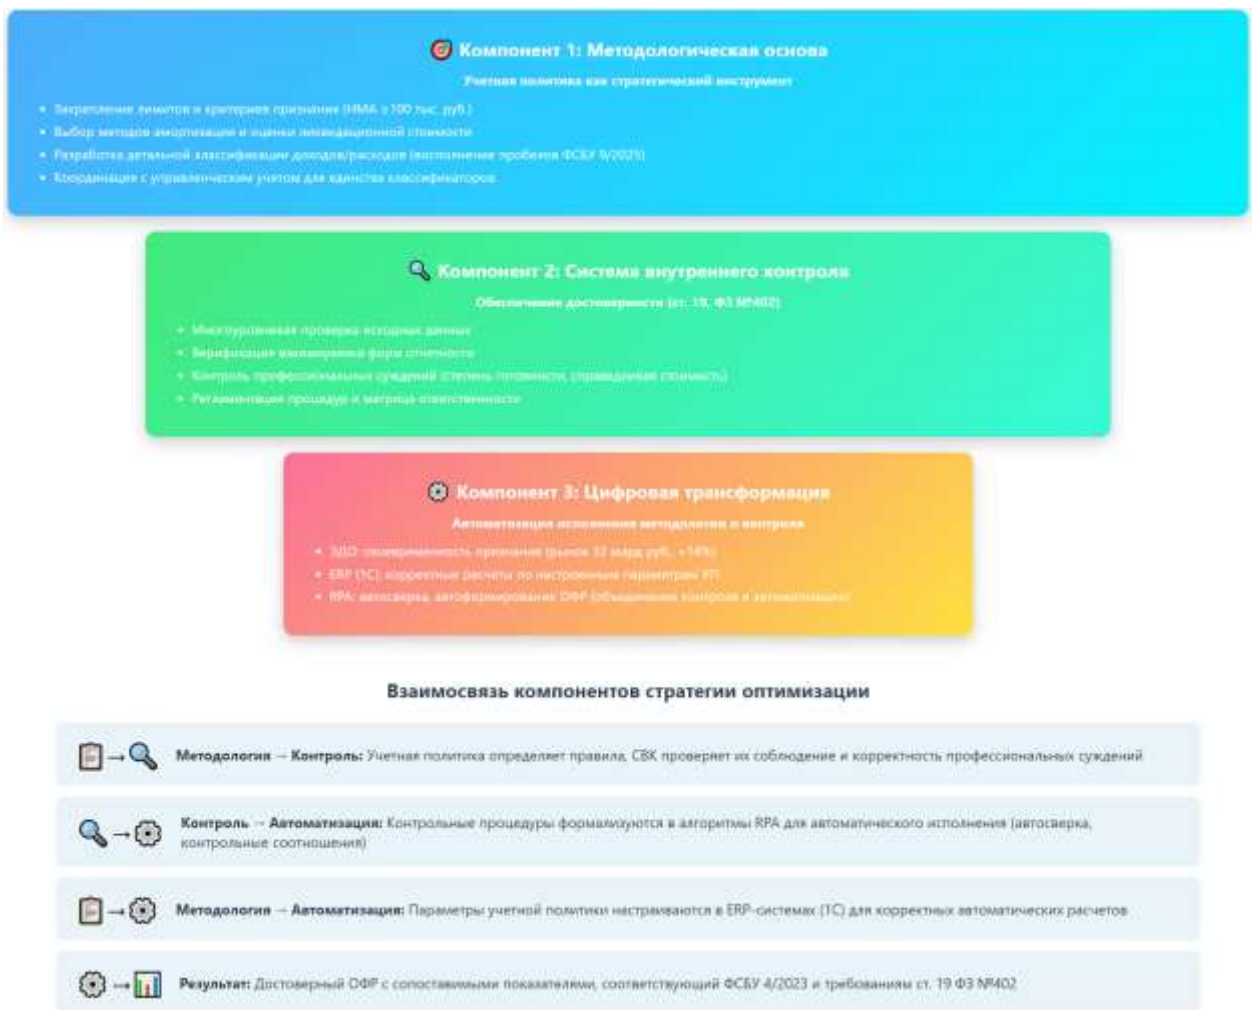 Компонент 1: Методологическая основа
Учетная политика как стратегический инструмент
Закрепление лимитов и критериев признания (НМА ≥100 тыс. руб.)
Выбор методов амортизации и оценки ликвидационной стоимости
Разработка детальной классификации доходов/расходов (восполнение пробелов ФСБУ 9/2025)
Координация с управленческим учетом для единства классификаторов
Компонент 2: Система внутреннего контроля
Обеспечение достоверности (ст. 19, ФЗ №402)
Многоуровневая проверка исходных данных
Верификация взаимоувязки форм отчетности
Контроль профессиональных суждений (степень готовности, справедливая стоимость)
Регламентация процедур и матрица ответственности
Компонент 3: Цифровая трансформация
Автоматизация исполнения методологии и контроля
ЭДО: своевременность признания (рынок 32 млрд руб., +14%)
ERP (1С): корректные расчеты по настроенным параметрам УП
RPA: автосверка, автоформирование ОФР (объединение контроля и автоматизации)
Взаимосвязь компонентов стратегии оптимизации
→ Методология → Контроль: Учетная политика определяет правила, СВК проверяет их соблюдение и корректность профессиональных суждений
→ Контроль → Автоматизация: Контрольные процедуры формализуются в алгоритмы RPA для автоматического исполнения (автосверка,
контрольные соотношения)
→ Методология → Автоматизация: Параметры учетной политики настраиваются в ERP-системах (1С) для корректных автоматических расчетов
→ Результат: Достоверный ОФР с сопоставимыми показателями, соответствующий ФСБУ 4/2023 и требованиям ст. 19 ФЗ №402